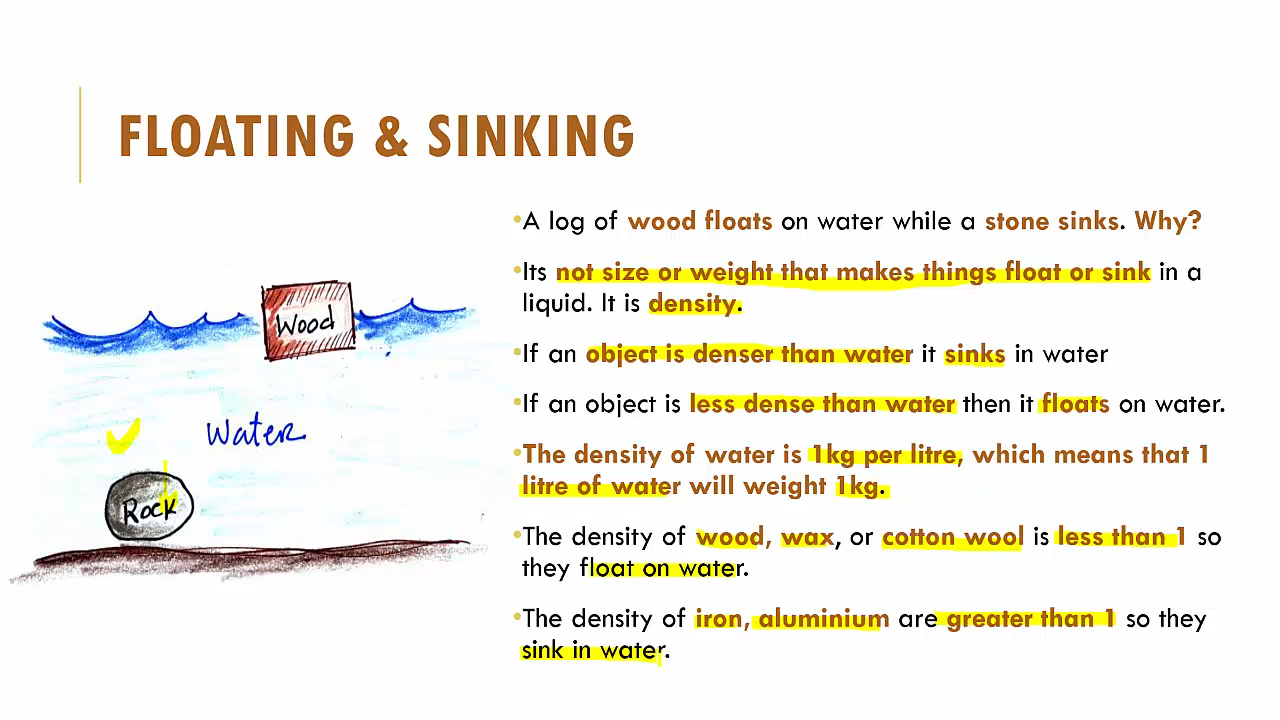 FLOATING & SINKING
•A log of wood floats on water while a stone sinks. Why?
•Its not size or weight that makes things float or sink in a
liquid. It is density.
•If an object is denser than water it sinks in water
•If an object is less dense than water then it floats on water.
•The density of water is 1kg per litre, which means that 1
litre of water will weight 1kg.
•The density of wood, wax, or cotton wool is less than 1 so
they float on water.
•The density of iron, aluminium are greater than 1 so they
sink in water.
Wood
Water
Rock